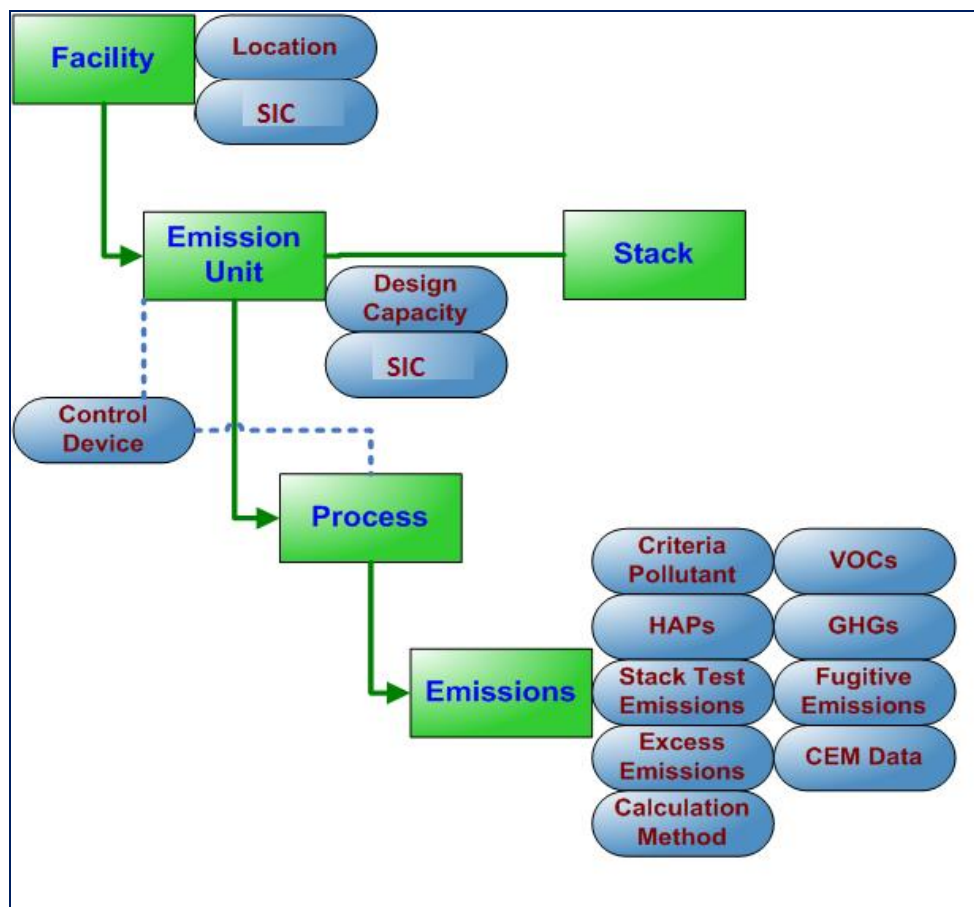 Facility
Location
SIC
Emission
Unit
Stack
Design
Capacity
SIC
Control
Device
Process
Criteria
Pollutant
VOCs
HAPs
GHGs
Emissions
Stack Test
Emissions
Fugitive
Emissions
Excess
Emissions
CEM Data
Calculation
Method